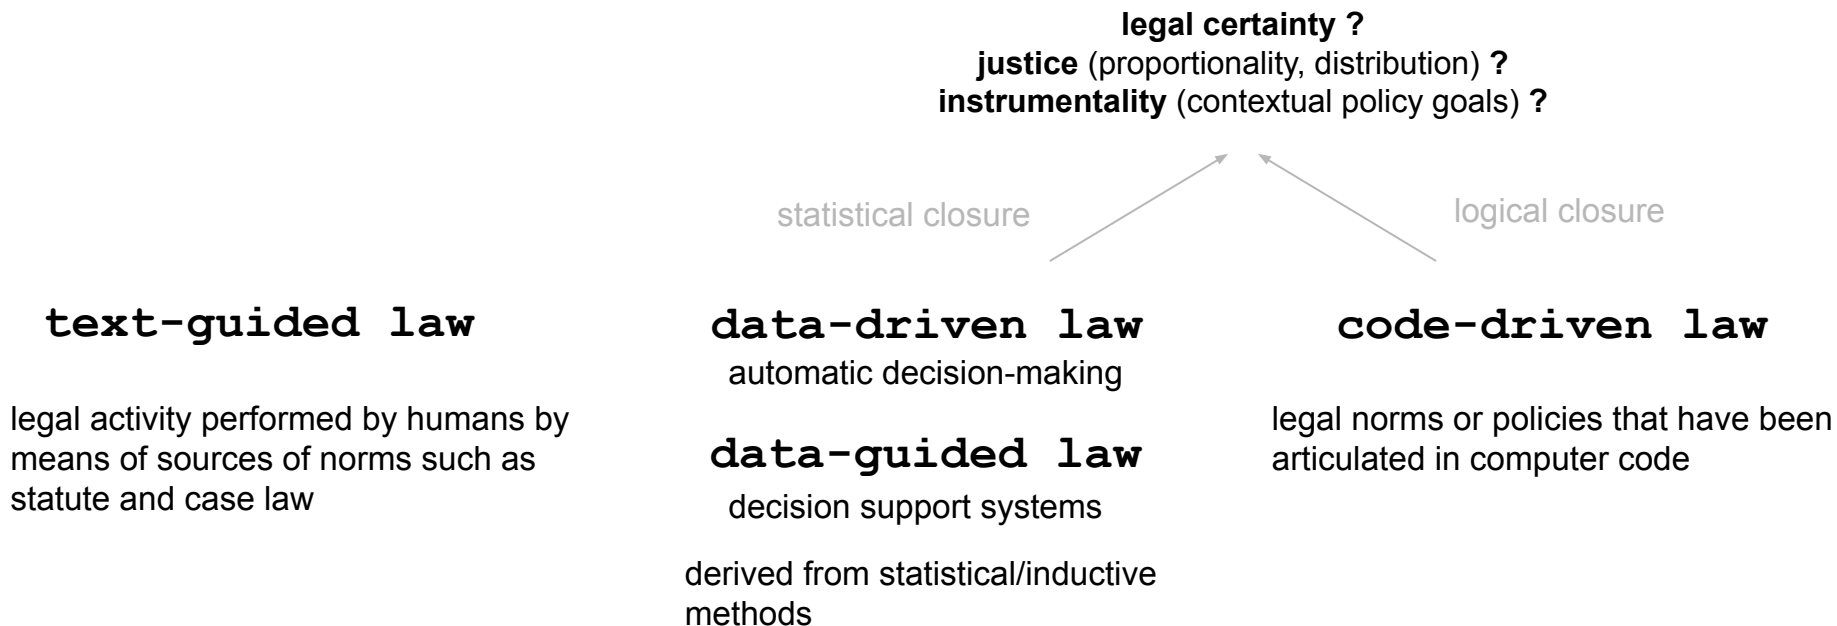 legal certainty ?
justice (proportionality, distribution) ?
instrumentality (contextual policy goals) ?
statistical closure
logical closure
text-guided law
legal activity performed by humans by
means of sources of norms such as
statute and case law
data-driven law
automatic decision-making
data-guided law
decision support systems
derived from statistical/inductive
methods
code-driven law
legal norms or policies that have been
articulated in computer code